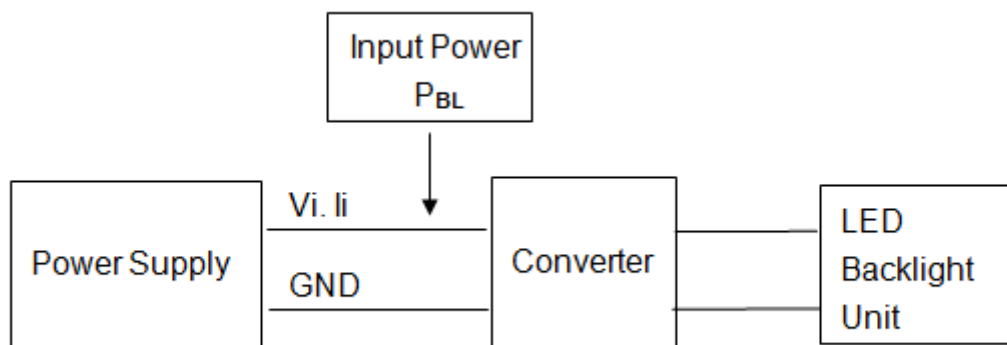 Input Power
PBL
Vi. Ii
Power Supply
GND
Converter
LED
Backlight
Unit